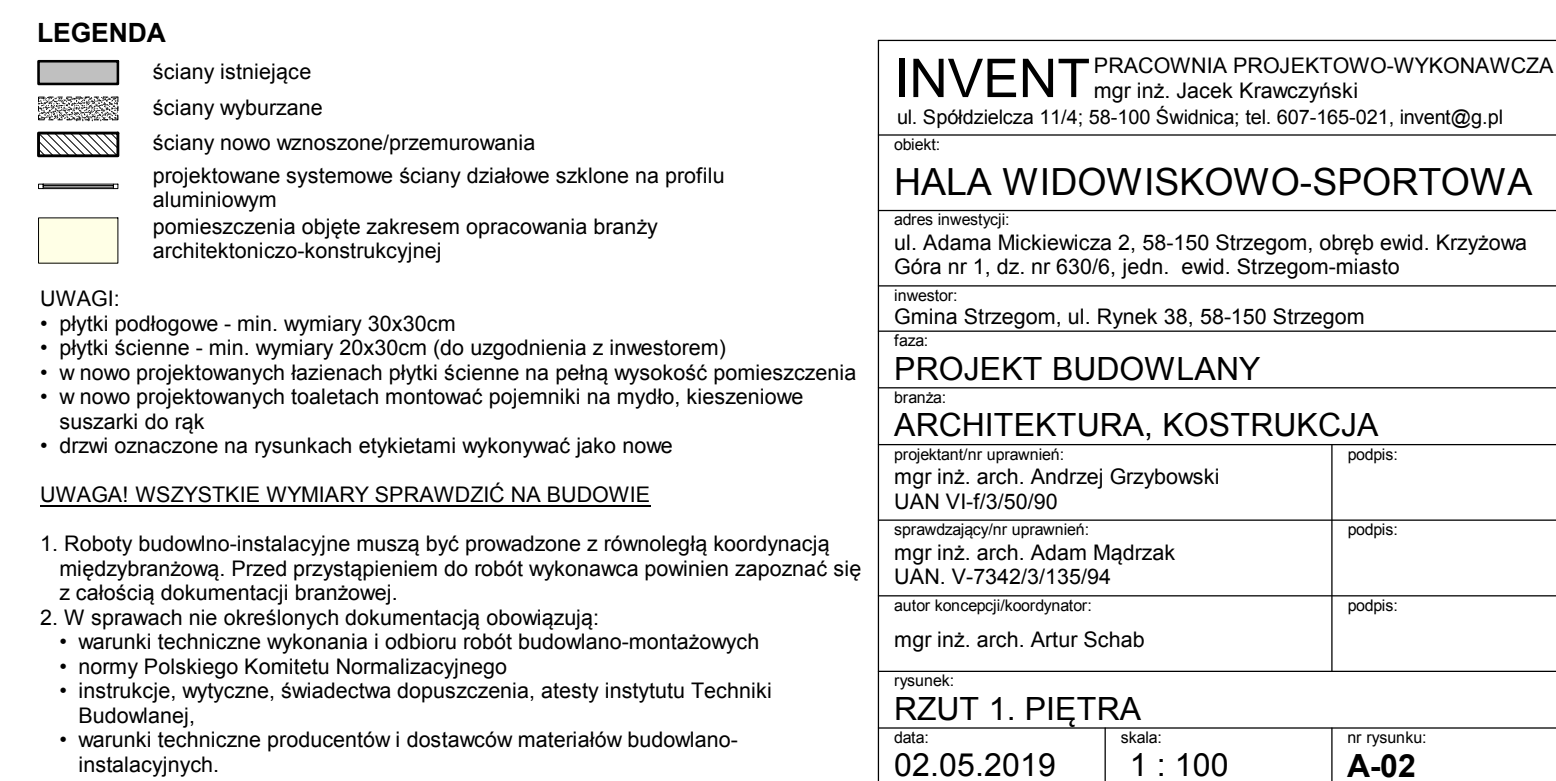 LEGENDA
ściany istniejące
ściany wyburzane
ściany nowo wznoszone/przemurowania
projektowane systemowe ściany działowe szklone na profilu
aluminiowym
pomieszczenia objęte zakresem opracowania branży
architektoniczo-konstrukcyjnej
UWAGI:
• płytki podłogowe - min. wymiary 30x30cm
• płytki ścienne - min. wymiary 20x30cm (do uzgodnienia z inwestorem)
• w nowo projektowanych łazienach płytki ścienne na pełną wysokość pomieszczenia
• w nowo projektowanych toaletach montować pojemniki na mydło, kieszeniowe
suszarki do rąk
• drzwi oznaczone na rysunkach etykietami wykonywać jako nowe
UWAGA! WSZYSTKIE WYMIARY SPRAWDZIĆ NA BUDOWIE
1. Roboty budowlno-instalacyjne muszą być prowadzone z równoległą koordynacją
międzybranżową. Przed przystąpieniem do robót wykonawca powinien zapoznać się
z całością dokumentacji branżowej.
2. W sprawach nie określonych dokumentacją obowiązują:
• warunki techniczne wykonania i odbioru robót budowlano-montażowych
• normy Polskiego Komitetu Normalizacyjnego
• instrukcje, wytyczne, świadectwa dopuszczenia, atesty instytutu Techniki
Budowlanej,
• warunki techniczne producentów i dostawców materiałów budowlano-
instalacyjnych.
INVENT PRACOWNIA PROJEKTOWO-WYKONAWCZA
mgr inż. Jacek Krawczyński
ul. Spółdzielcza 11/4; 58-100 Świdnica; tel. 607-165-021, invent@g.pl
obiekt:
HALA WIDOWISKOWO-SPORTOWA
adres inwestycji:
ul. Adama Mickiewicza 2, 58-150 Strzegom, obręb ewid. Krzyżowa
Góra nr 1, dz. nr 630/6, jedn. ewid. Strzegom-miasto
inwestor:
Gmina Strzegom, ul. Rynek 38, 58-150 Strzegom
faza:
PROJEKT BUDOWLANY
branża:
ARCHITEKTURA, KOSTRUKCJA
projektant/nr uprawnień: podpis:
mgr inż. arch. Andrzej Grzybowski
UAN VI-f/3/50/90
sprawdzający/nr uprawnień: podpis:
mgr inż. arch. Adam Mądrzak
UAN. V-7342/3/135/94
autor koncepcji/koordynator: podpis:
mgr inż. arch. Artur Schab
rysunek:
RZUT 1. PIĘTRA
data: skala: nr rysunku:
02.05.2019 1 : 100 A-02